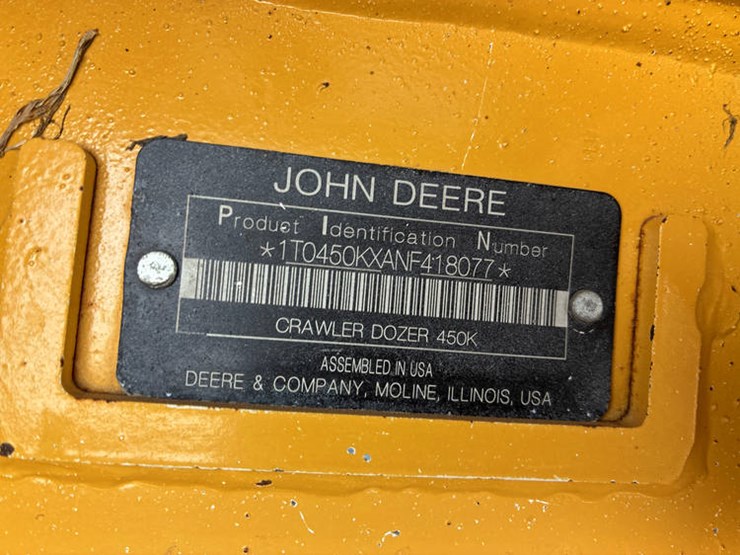 JOHN DEERE
Product Identification Number
*1T0450KXANF418077*
CRAWLER DOZER 450K
ASSEMBLED IN USA
DEERE & COMPANY, MOLINE, ILLINOIS, USA